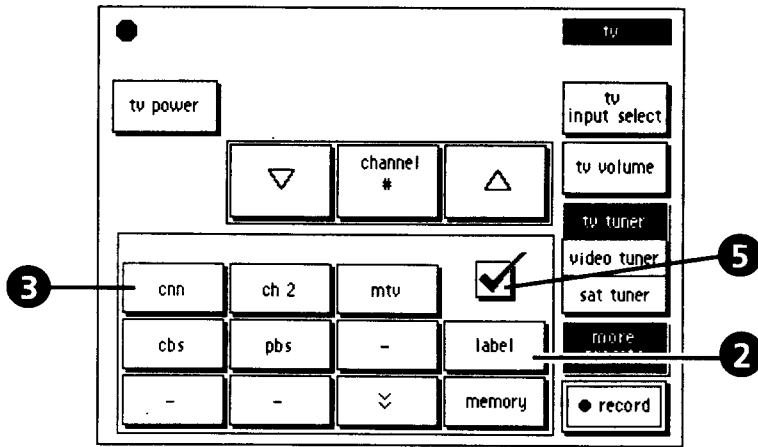 tv
tv power
tv
input select
channel
#
tv volume
tv tuner
video tuner
sat tuner
cnn
ch 2
mtv
5
3
cbs
pbs
-
label
more
2
-
-
memory
record